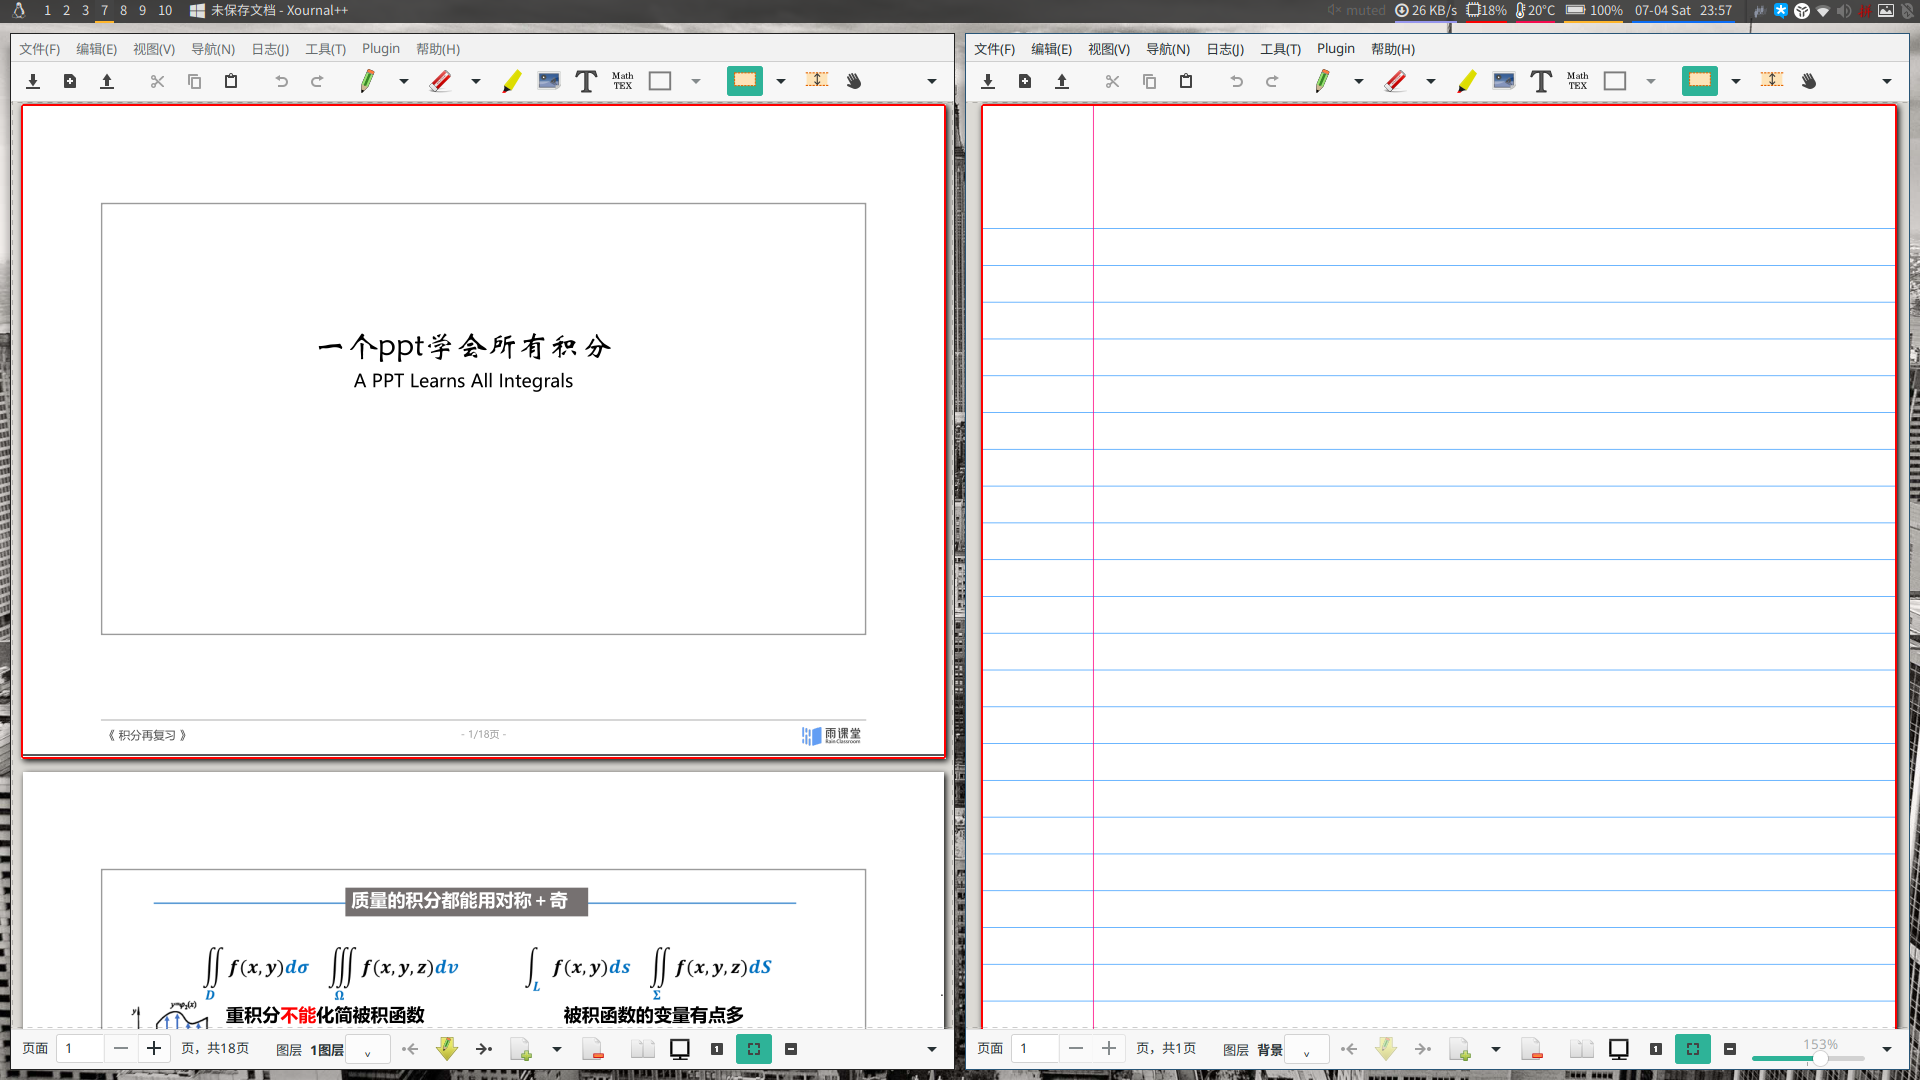 1 2 3 7 8 9 10 未保存文档 - Xournal++
muted 26 KB/s 18% 20°C 100% 07-04 Sat 23:57
文件(F) 编辑(E) 视图(V) 导航(N) 日志(J) 工具(T) Plugin 帮助(H)
Math
TEX
一个ppt学会所有积分
A PPT Learns All Integrals
《 积分再复习 》 - 1/18页 - 雨课堂
Rain Classroom
质量的积分都能用对称 + 奇
∬_D f(x, y)dσ ∭_Ω f(x, y, z)dv ∫_L f(x, y)ds ∬_Σ f(x, y, z)dS
重积分不能化简被积函数 被积函数的变量有点多
页面 1 页，共18页 图层 1图层
文件(F) 编辑(E) 视图(V) 导航(N) 日志(J) 工具(T) Plugin 帮助(H)
Math
TEX
页面 1 页，共1页 图层 背景 153%